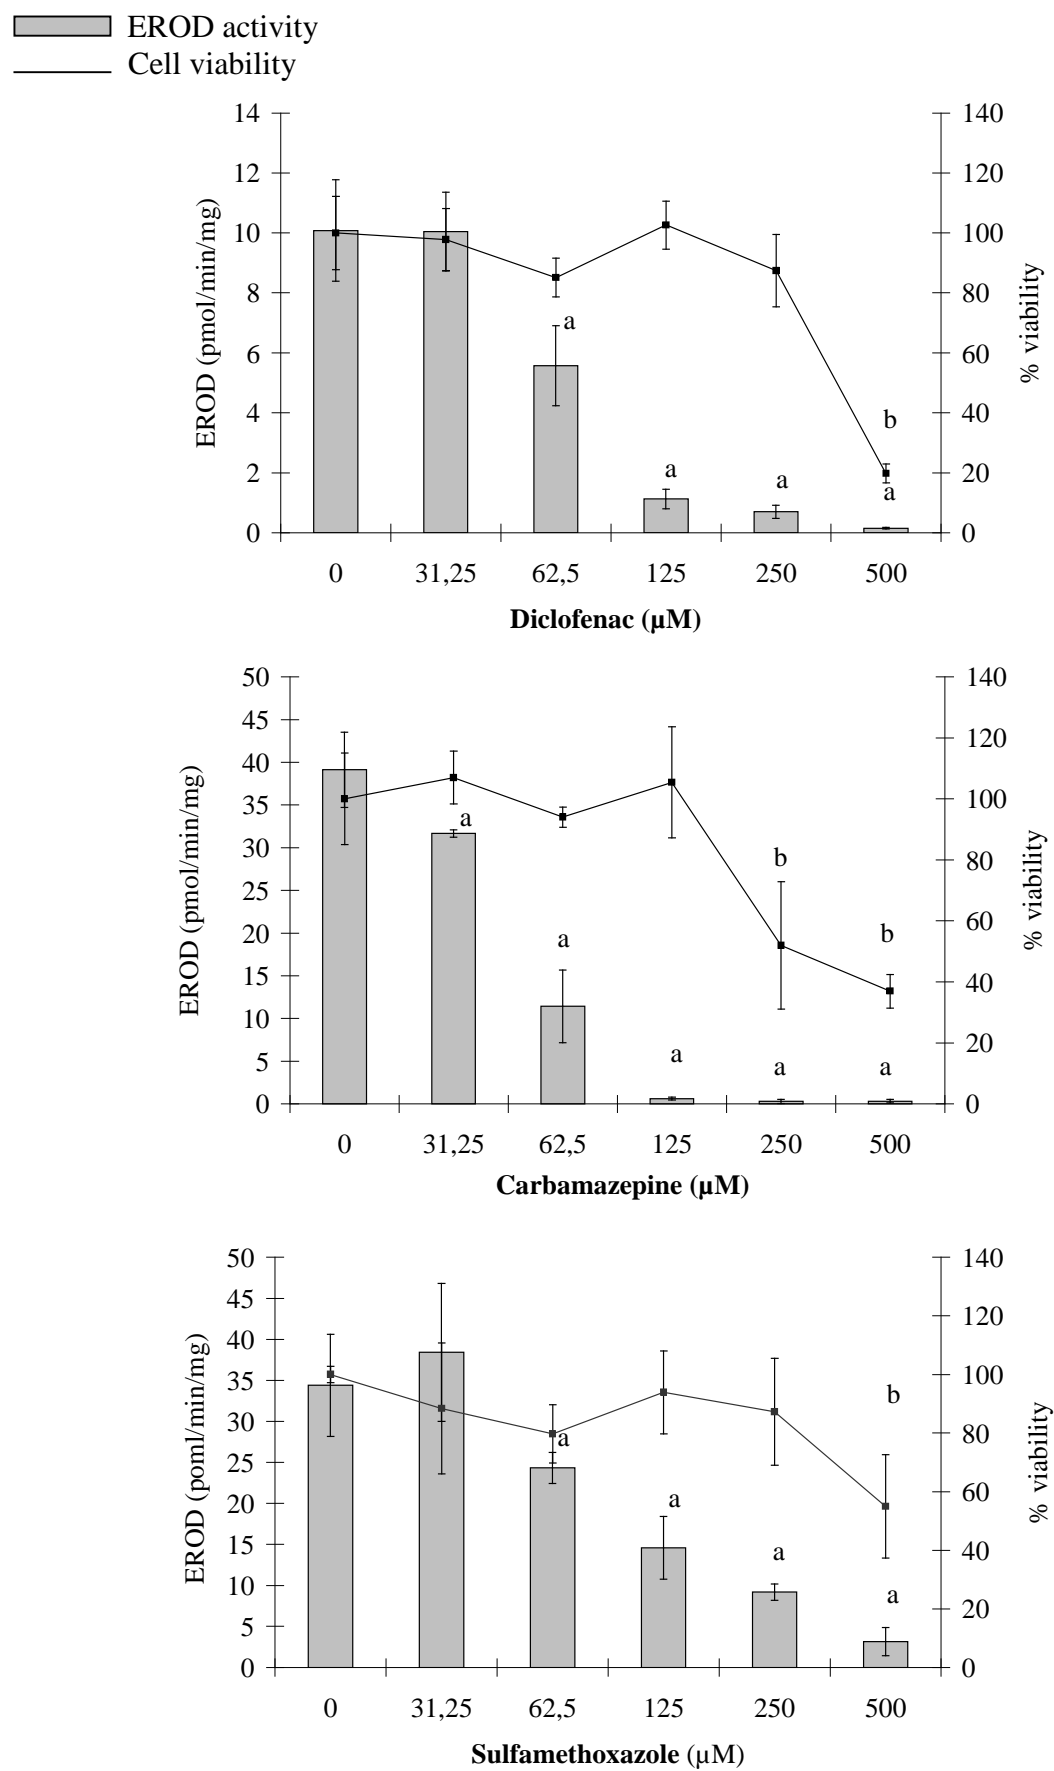 EROD activity
Cell viability
14
12
10
8
6
4
2
0
EROD (pmol/min/mg)
140
120
100
80
60
40
20
0
% viability
a
a
a
b
a
0 31,25 62,5 125 250 500
Diclofenac (µM)
50
45
40
35
30
25
20
15
10
5
0
EROD (pmol/min/mg)
140
120
100
80
60
40
20
0
% viability
a
a
a
b
a
b
a
0 31,25 62,5 125 250 500
Carbamazepine (µM)
50
45
40
35
30
25
20
15
10
5
0
EROD (poml/min/mg)
140
120
100
80
60
40
20
0
% viability
a
a
a
b
a
0 31,25 62,5 125 250 500
Sulfamethoxazole (µM)